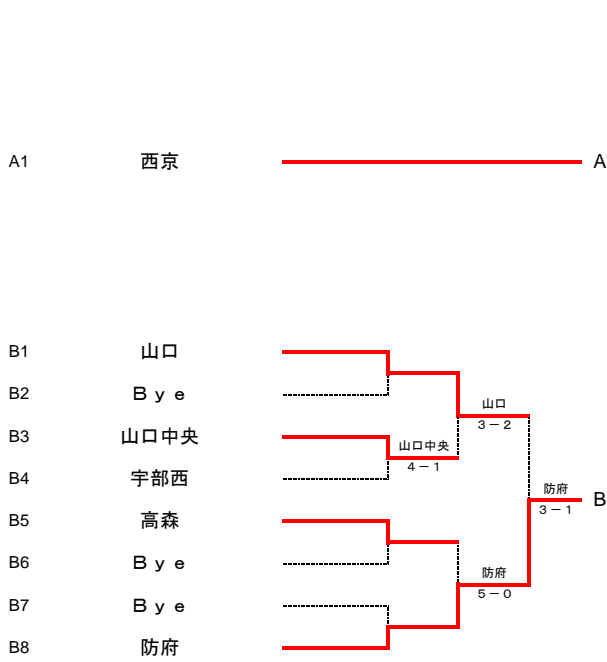 A1 西京 A
B1 山口
B2 Ｂｙｅ
山口
B3 山口中央 3－2
山口中央
4－1
B4 宇部西
防府
B
3－1
B5 高森
B6 Ｂｙｅ
防府
5－0
B7 Ｂｙｅ
B8 防府